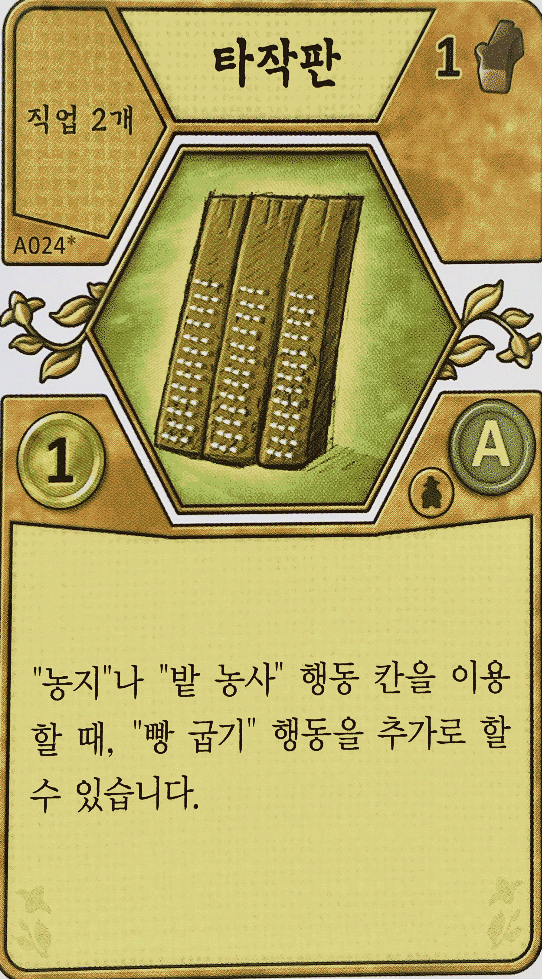 타작판
1
직업 2개
A024*
1
A
"농지"나 "밭 농사" 행동 칸을 이용
할 때, "빵 굽기" 행동을 추가로 할
수 있습니다.